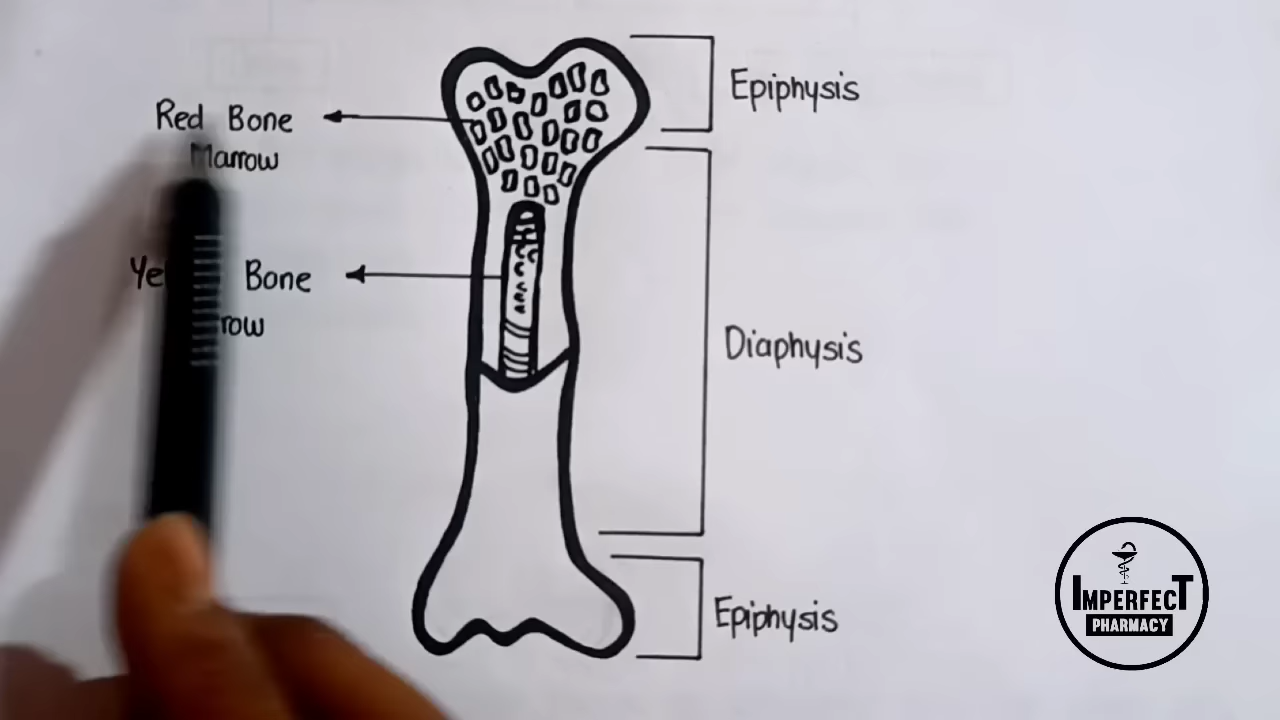 Epiphysis
Red Bone
Marrow
Bone
Diaphysis
Epiphysis
IMPERFECT
PHARMACY